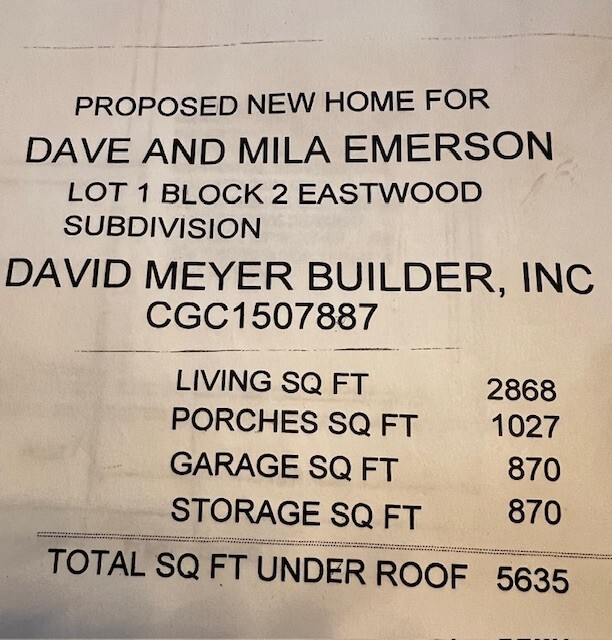 PROPOSED NEW HOME FOR
DAVE AND MILA EMERSON
LOT 1 BLOCK 2 EASTWOOD
SUBDIVISION
DAVID MEYER BUILDER, INC
CGC1507887
LIVING SQ FT 2868
PORCHES SQ FT 1027
GARAGE SQ FT 870
STORAGE SQ FT 870
TOTAL SQ FT UNDER ROOF 5635